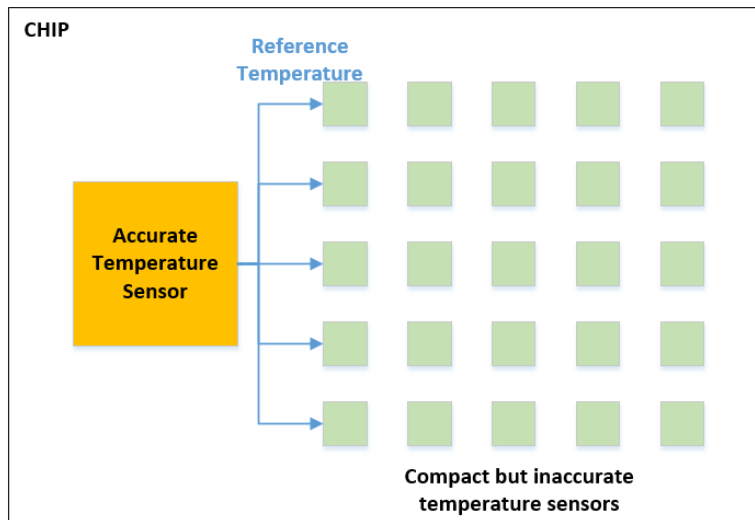 CHIP
Reference
Temperature
Accurate
Temperature
Sensor
Compact but inaccurate
temperature sensors